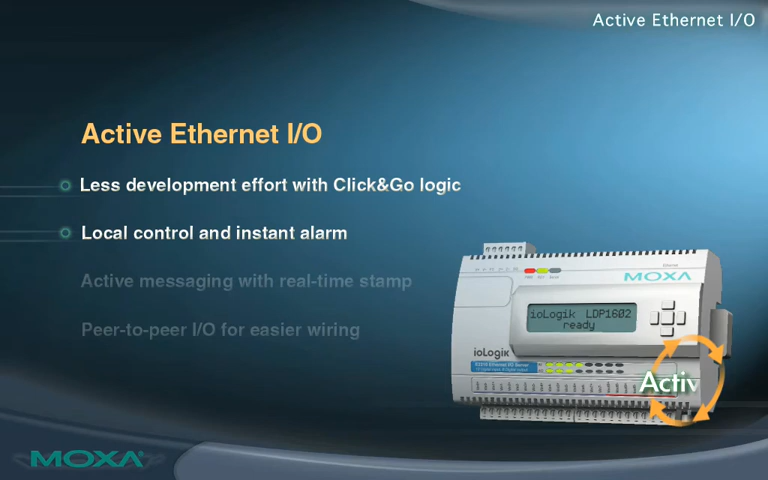 Active Ethernet I/O
Active Ethernet I/O
Less development effort with Click&Go logic
Local control and instant alarm
Active messaging with real-time stamp
Peer-to-peer I/O for easier wiring
MOXA
ioLogik LDP1602
ready
ioLogik
Activ
MOXA